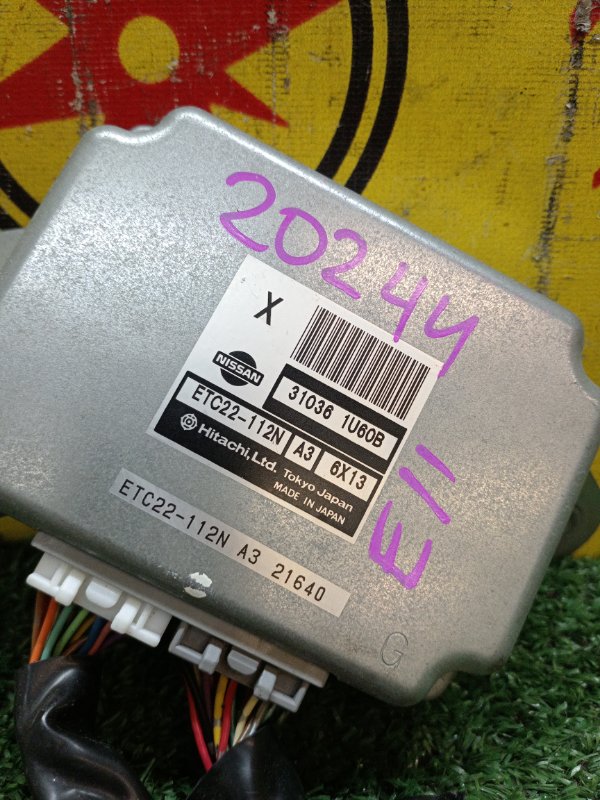 20244
X
NISSAN
31036 1U60B
ETC22-112N A3 6X13
Hitachi, Ltd. Tokyo Japan
MADE IN JAPAN
E11
ETC22-112N A3 21640
G